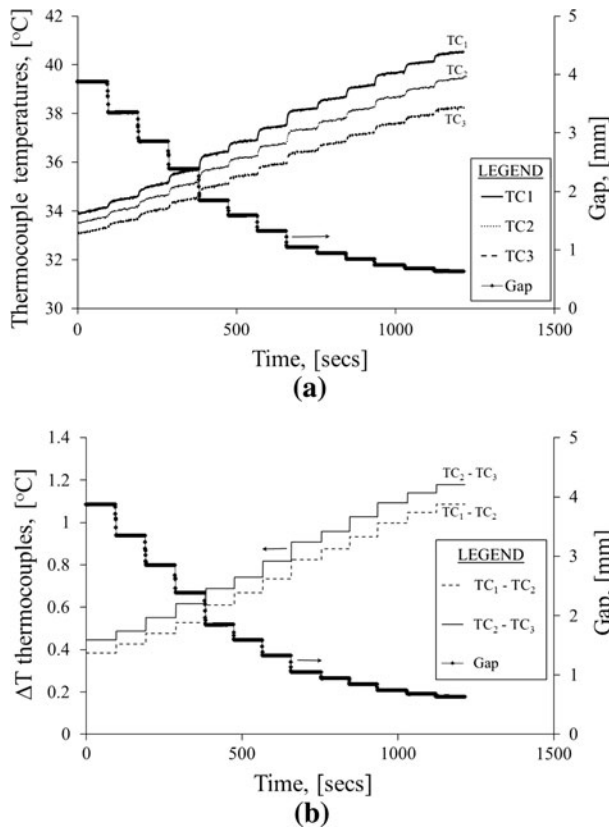 42
40
38
36
34
32
30
Thermocouple temperatures, [°C]
TC1
TC2
TC3
LEGEND
TC1
TC2
TC3
Gap
5
4
3
2
1
0
Gap, [mm]
0 500 1000 1500
Time, [secs]
(a)
1.4
1.2
1
0.8
0.6
0.4
0.2
0
ΔT thermocouples, [°C]
TC2 - TC3
TC1 - TC2
LEGEND
TC1 - TC2
TC2 - TC3
Gap
5
4
3
2
1
0
Gap, [mm]
0 500 1000 1500
Time, [secs]
(b)